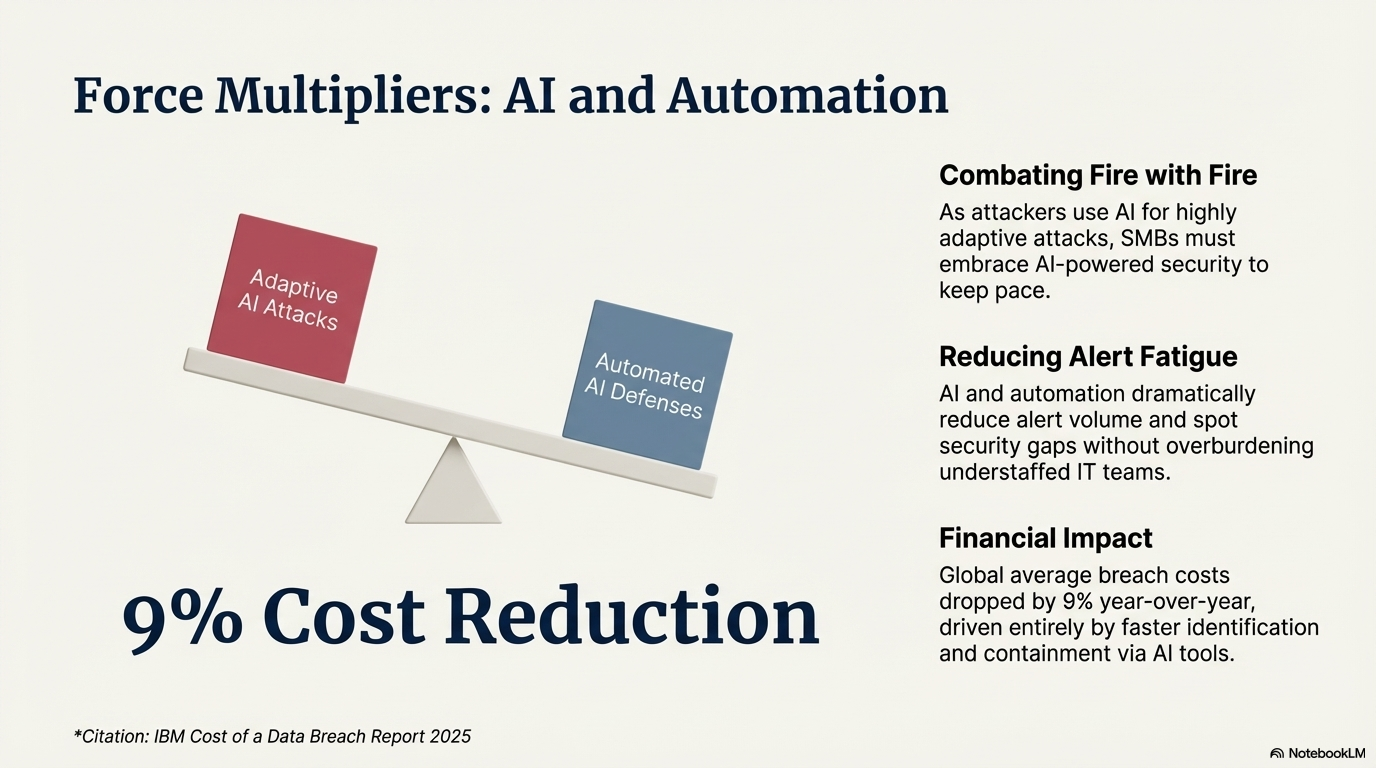 Force Multipliers: AI and Automation
Adaptive
AI Attacks
Automated
AI Defenses
9% Cost Reduction
Combating Fire with Fire
As attackers use AI for highly
adaptive attacks, SMBs must
embrace AI-powered security to
keep pace.
Reducing Alert Fatigue
AI and automation dramatically
reduce alert volume and spot
security gaps without overburdening
understaffed IT teams.
Financial Impact
Global average breach costs
dropped by 9% year-over-year,
driven entirely by faster identification
and containment via AI tools.
*Citation: IBM Cost of a Data Breach Report 2025
NotebookLM